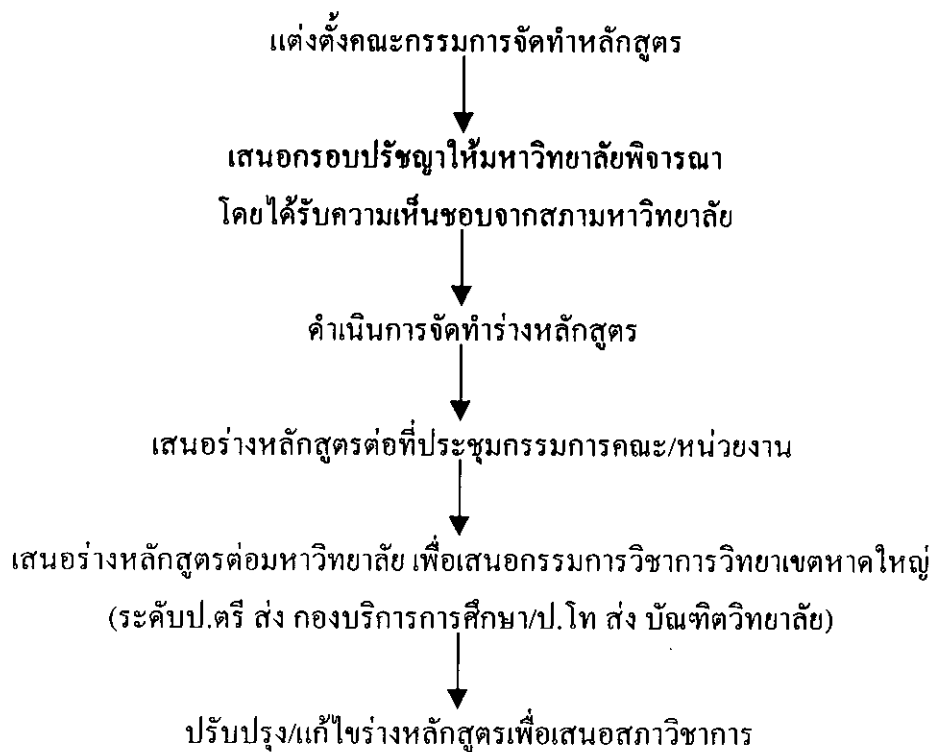 แต่งตั้งคณะกรรมการจัดทำหลักสูตร
เสนอกรอบปรัชญาให้มหาวิทยาลัยพิจารณา
โดยได้รับความเห็นชอบจากสภามหาวิทยาลัย
ดำเนินการจัดทำร่างหลักสูตร
เสนอร่างหลักสูตรต่อที่ประชุมกรรมการคณะ/หน่วยงาน
เสนอร่างหลักสูตรต่อมหาวิทยาลัย เพื่อเสนอกรรมการวิชาการวิทยาเขตหาดใหญ่
(ระดับป.ตรี ส่ง กองบริการการศึกษา/ป.โท ส่ง บัณฑิตวิทยาลัย)
ปรับปรุง/แก้ไขร่างหลักสูตรเพื่อเสนอสภาวิชาการ